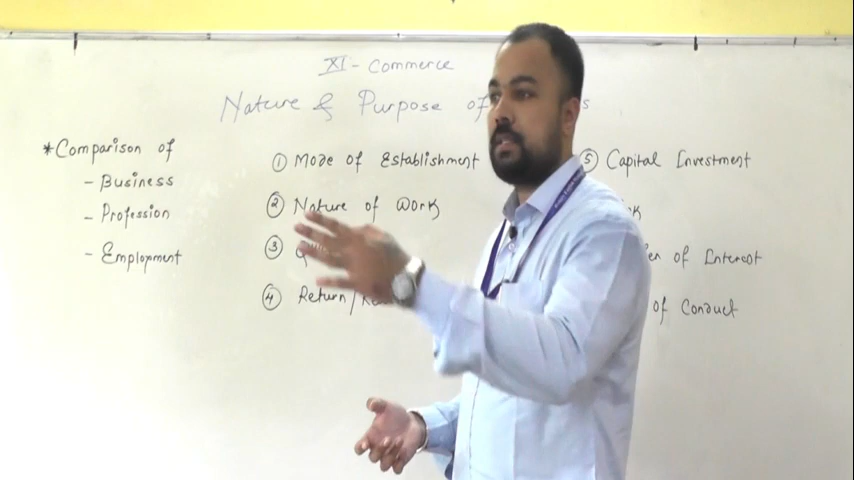 XI - Commerce
Nature & Purpose of
* Comparison of
- Business
- Profession
- Employment
① Mode of Establishment
② Nature of Work
③
④ Return/
⑤ Capital Investment
of Interest
of Conduct